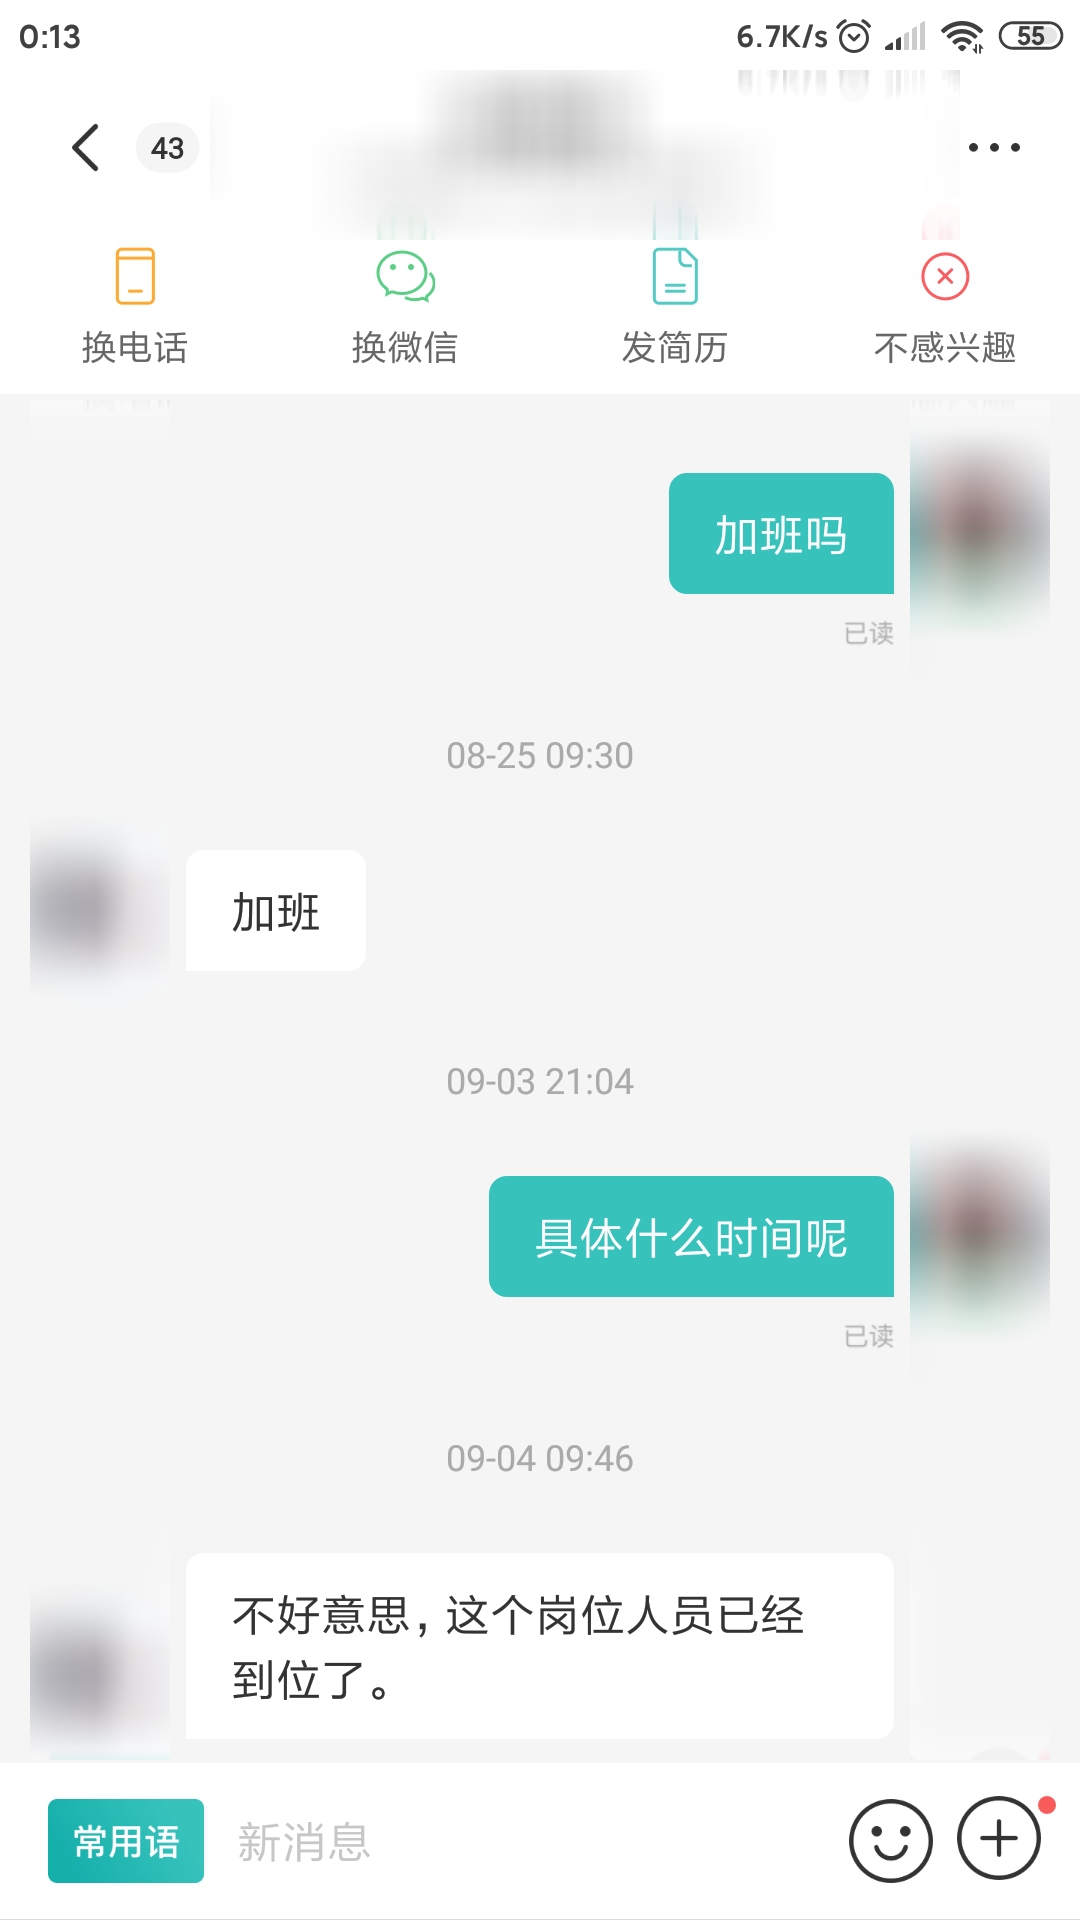 0:13
6.7K/s 55
43
换电话 换微信 发简历 不感兴趣
加班吗
已读
08-25 09:30
加班
09-03 21:04
具体什么时间呢
已读
09-04 09:46
不好意思，这个岗位人员已经
到位了。
常用语 新消息